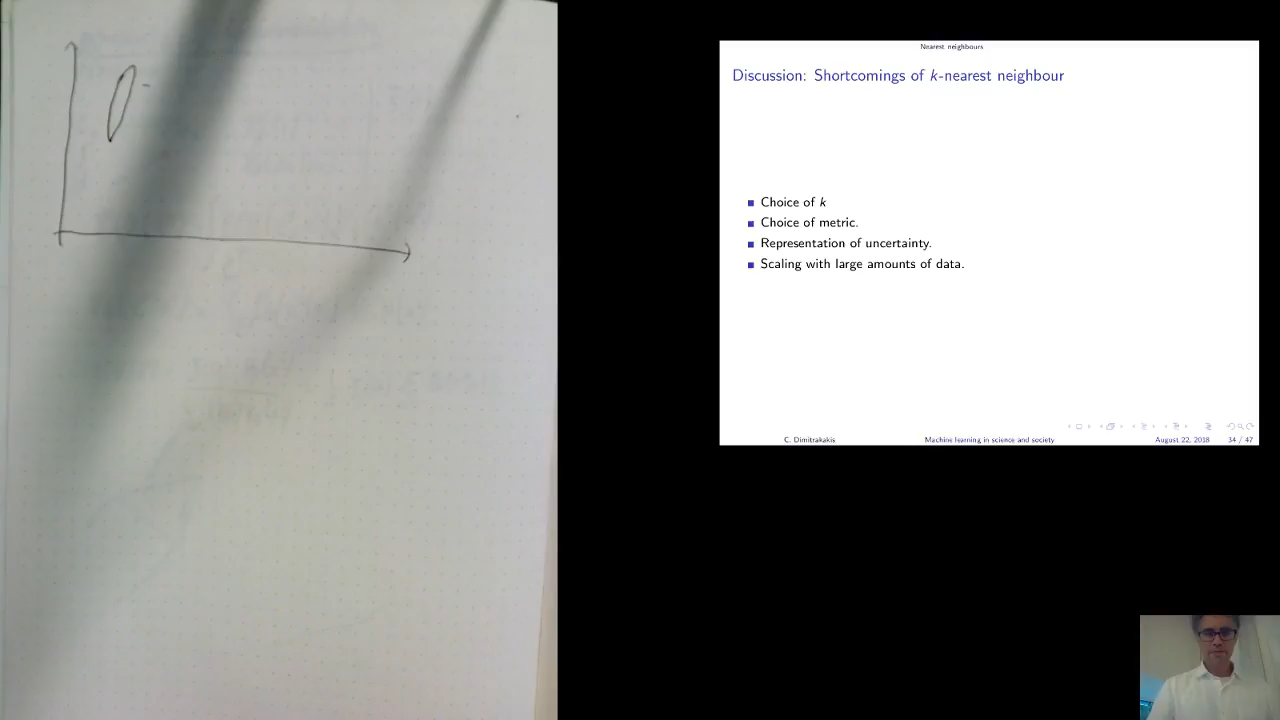 Nearest neighbours
Discussion: Shortcomings of k-nearest neighbour
Choice of k
Choice of metric.
Representation of uncertainty.
Scaling with large amounts of data.
C. Dimitrakakis Machine learning in science and society August 22, 2018 34 / 47